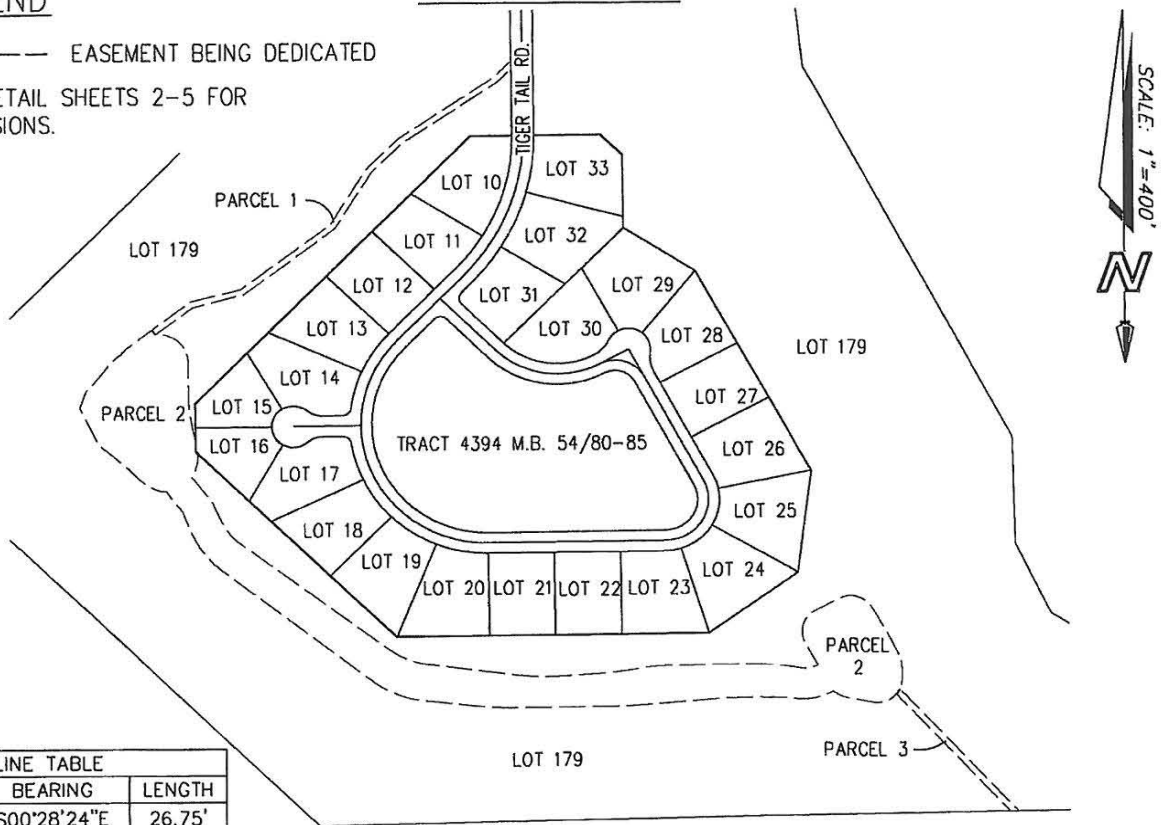 — — EASEMENT BEING DEDICATED
ETAIL SHEETS 2-5 FOR
SIONS.
TIGER TAIL RD.
SCALE: 1"=400'
N
PARCEL 1
LOT 179
LOT 10
LOT 33
LOT 11
LOT 32
LOT 12
LOT 31
LOT 29
LOT 13
LOT 30
LOT 28
LOT 179
LOT 14
LOT 27
PARCEL 2
LOT 15
LOT 16
TRACT 4394 M.B. 54/80-85
LOT 26
LOT 17
LOT 25
LOT 18
LOT 19
LOT 24
LOT 20
LOT 21
LOT 22
LOT 23
PARCEL
2
PARCEL 3
LOT 179
LINE TABLE
BEARING LENGTH
S00°28'24"E 26.75'